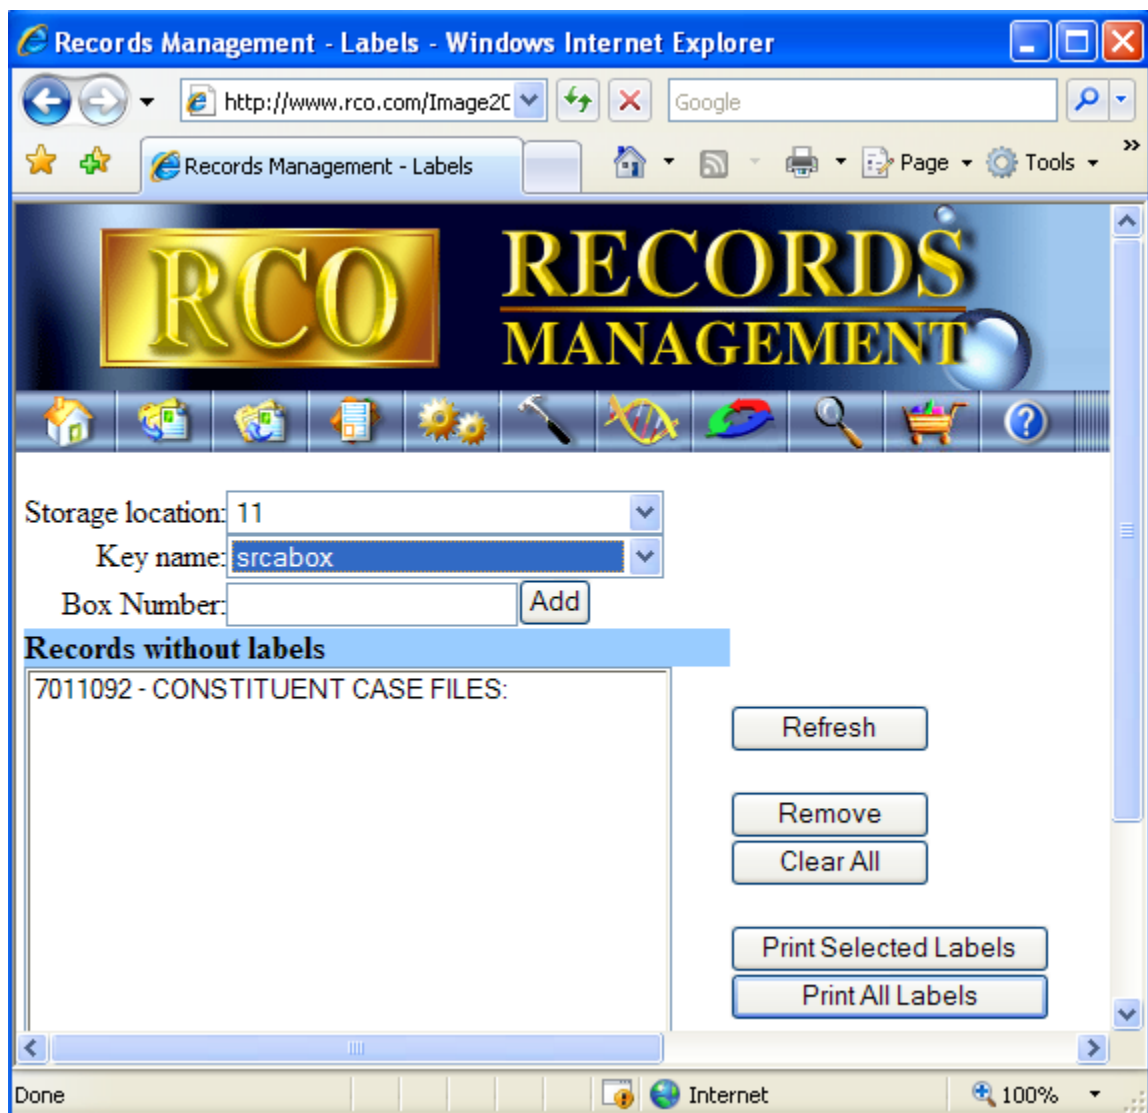 Records Management - Labels - Windows Internet Explorer
http://www.rco.com/Image2C
Google
Records Management - Labels
Page
Tools
»
RCO
RECORDS
MANAGEMENT
?
Storage location: 11
Key name: srcabox
Box Number: Add
Records without labels
7011092 - CONSTITUENT CASE FILES:
Refresh
Remove
Clear All
Print Selected Labels
Print All Labels
Done
Internet
100%